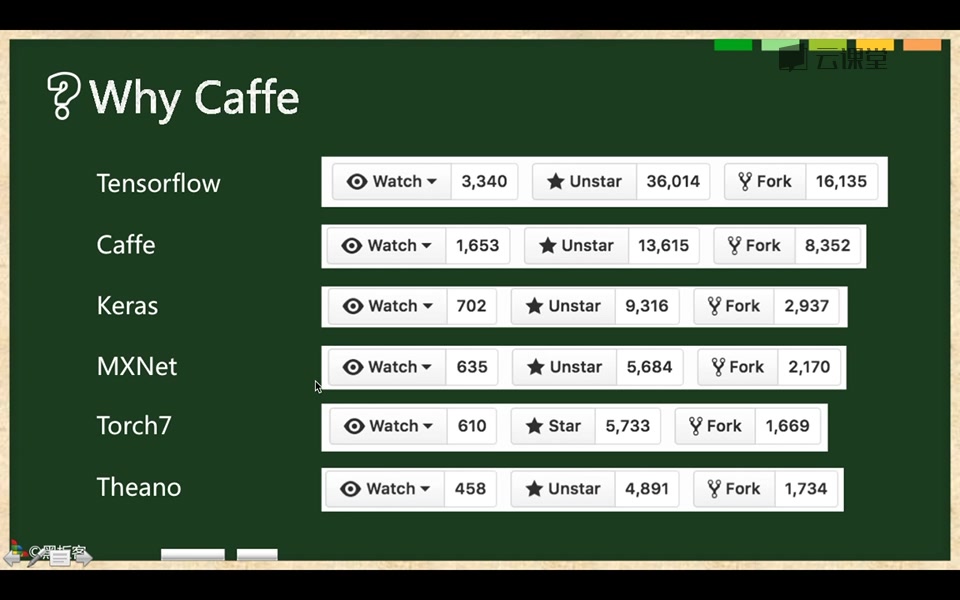 云课堂
Why Caffe
Tensorflow Watch 3,340 Unstar 36,014 Fork 16,135
Caffe Watch 1,653 Unstar 13,615 Fork 8,352
Keras Watch 702 Unstar 9,316 Fork 2,937
MXNet Watch 635 Unstar 5,684 Fork 2,170
Torch7 Watch 610 Star 5,733 Fork 1,669
Theano Watch 458 Unstar 4,891 Fork 1,734
©黑板客